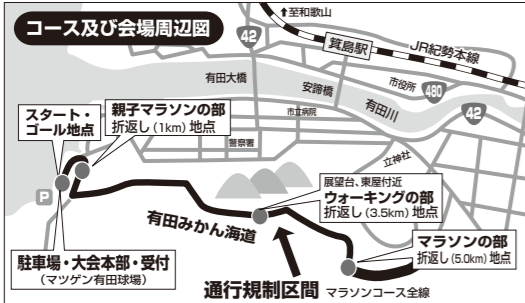 コース及び会場周辺図
↑至和歌山
42
箕島駅
JR紀勢本線
有田大橋
安諦橋
市役所
480
有田川
42
市立病院
スタート・
ゴール地点
親子マラソンの部
折返し(1km)地点
警察署
立神社
P
展望台、東屋付近
ウォーキングの部
折返し(3.5km)地点
有田みかん海道
マラソンの部
折返し(5.0km)地点
駐車場・大会本部・受付
(マツゲン有田球場)
通行規制区間
マラソンコース全線